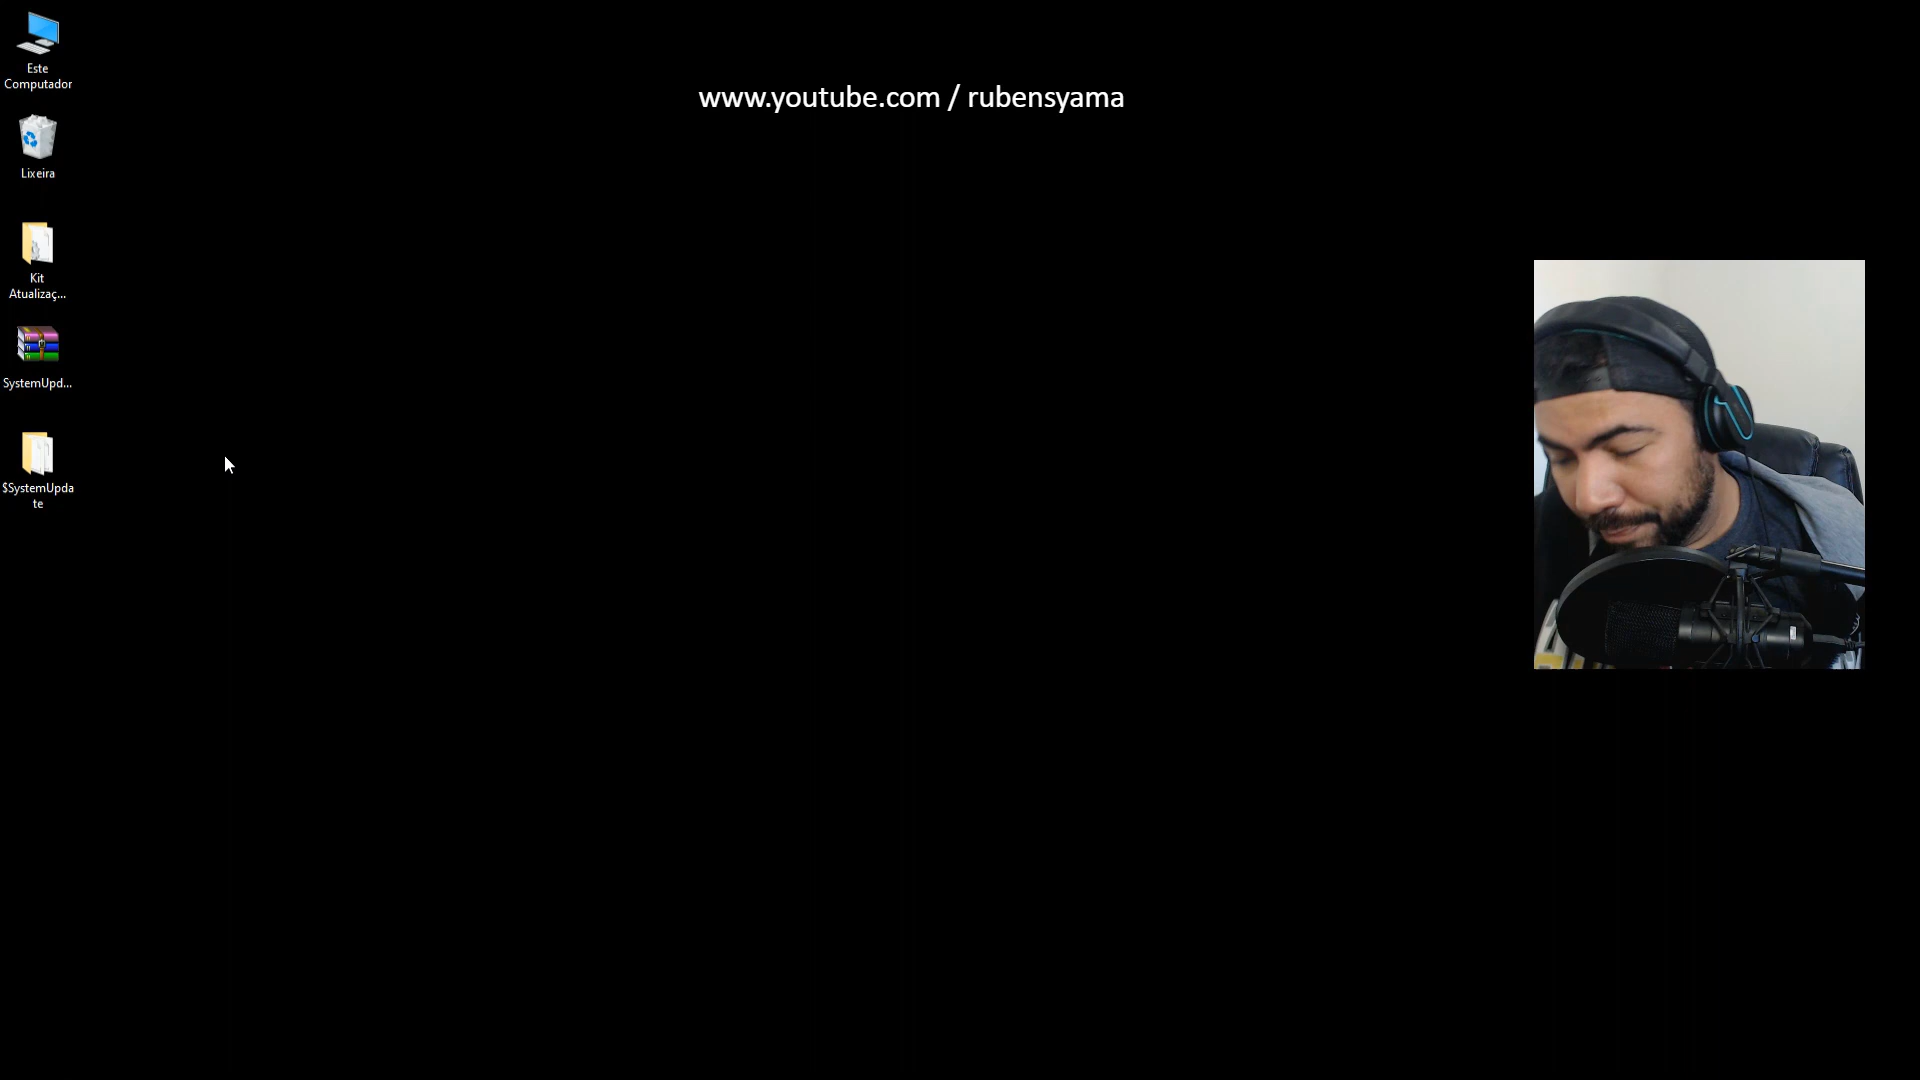 Este
Computador
www.youtube.com / rubensyama
Lixeira
Kit
Atualizaç...
SystemUpd...
$SystemUpda
te